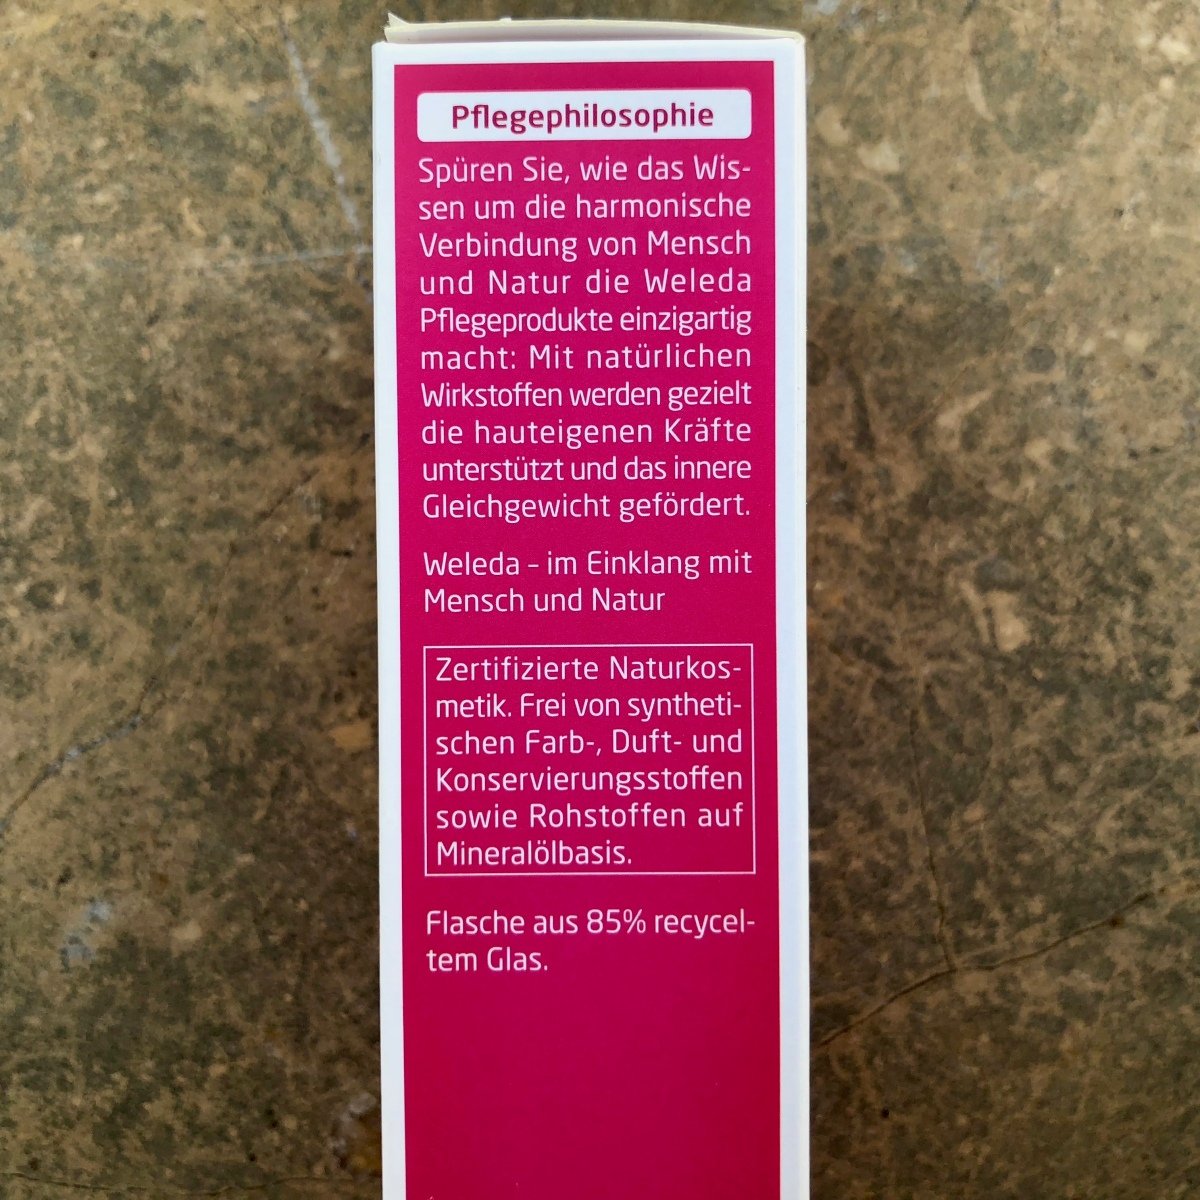 Pflegephilosophie
Spüren Sie, wie das Wis-
sen um die harmonische
Verbindung von Mensch
und Natur die Weleda
Pflegeprodukte einzigartig
macht: Mit natürlichen
Wirkstoffen werden gezielt
die hauteigenen Kräfte
unterstützt und das innere
Gleichgewicht gefördert.
Weleda – im Einklang mit
Mensch und Natur
Zertifizierte Naturkos-
metik. Frei von syntheti-
schen Farb-, Duft- und
Konservierungsstoffen
sowie Rohstoffen auf
Mineralölbasis.
Flasche aus 85% recycel-
tem Glas.